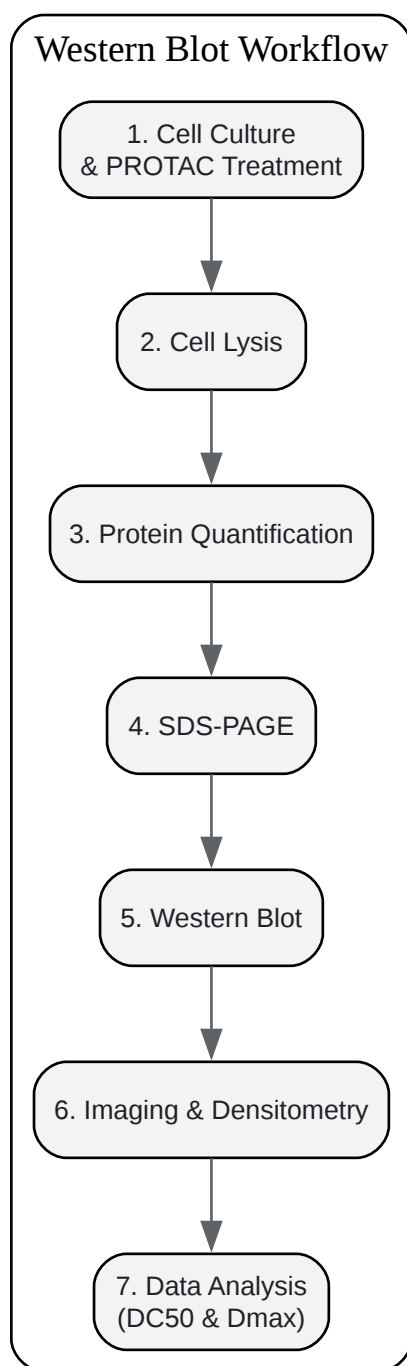 Western Blot Workflow
1. Cell Culture
& PROTAC Treatment
2. Cell Lysis
3. Protein Quantification
4. SDS-PAGE
5. Western Blot
6. Imaging & Densitometry
7. Data Analysis
(DC50 & Dmax)